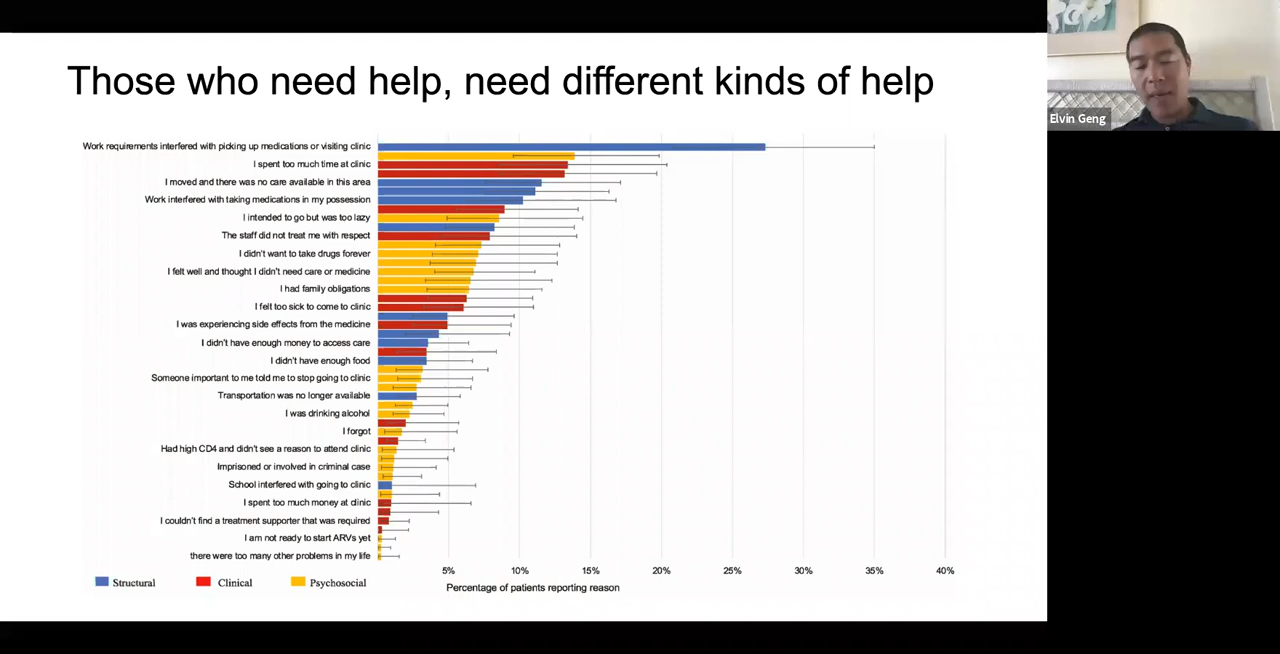 Those who need help, need different kinds of help
Elvin Geng
Work requirements interfered with picking up medications or visiting clinic
I spent too much time at clinic
I moved and there was no care available in this area
Work interfered with taking medications in my possession
I intended to go but was too lazy
The staff did not treat me with respect
I didn't want to take drugs forever
I felt well and thought I didn't need care or medicine
I had family obligations
I felt too sick to come to clinic
I was experiencing side effects from the medicine
I didn't have enough money to access care
I didn't have enough food
Someone important to me told me to stop going to clinic
Transportation was no longer available
I was drinking alcohol
I forgot
Had high CD4 and didn't see a reason to attend clinic
Imprisoned or involved in criminal case
School interfered with going to clinic
I spent too much money at clinic
I couldn't find a treatment supporter that was required
I am not ready to start ARVs yet
there were too many other problems in my life
5% 10% 15% 20% 25% 30% 35% 40%
Structural Clinical Psychosocial
Percentage of patients reporting reason